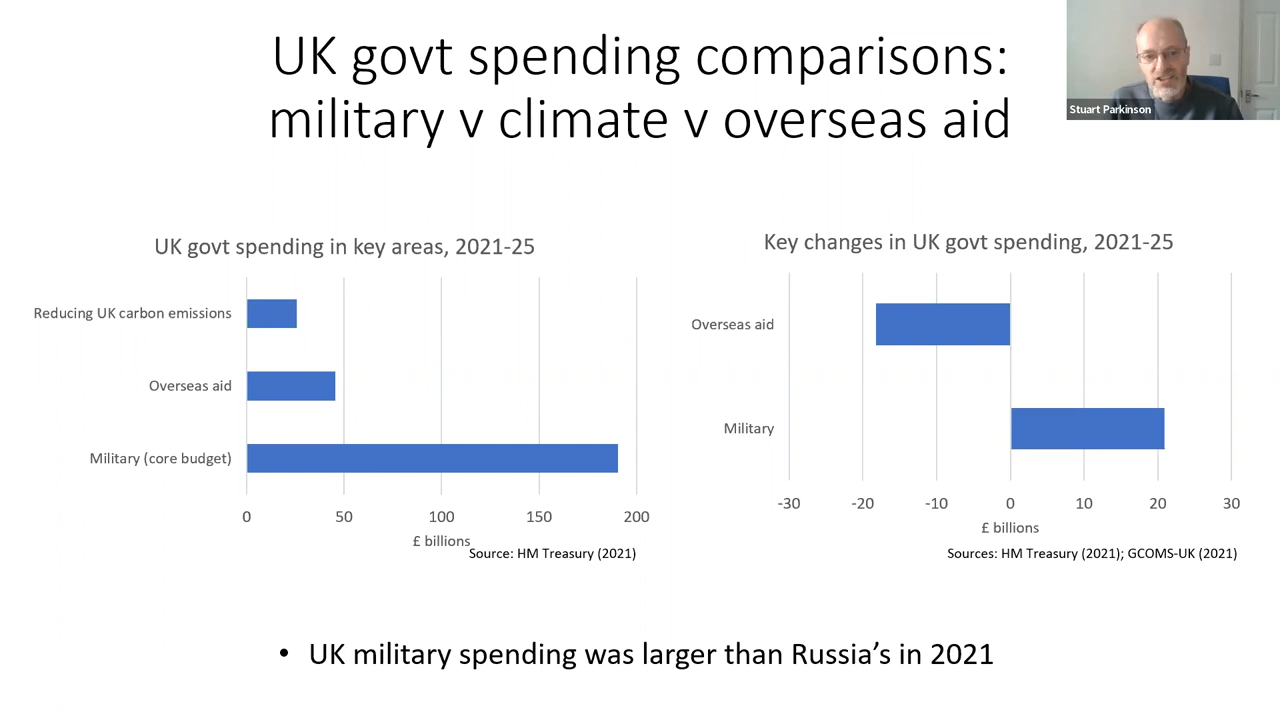 UK govt spending comparisons:
military v climate v overseas aid
Stuart Parkinson
UK govt spending in key areas, 2021-25
Reducing UK carbon emissions
Overseas aid
Military (core budget)
0 50 100 150 200
£ billions
Source: HM Treasury (2021)
Key changes in UK govt spending, 2021-25
Overseas aid
Military
-30 -20 -10 0 10 20 30
£ billions
Sources: HM Treasury (2021); GCOMS-UK (2021)
• UK military spending was larger than Russia’s in 2021